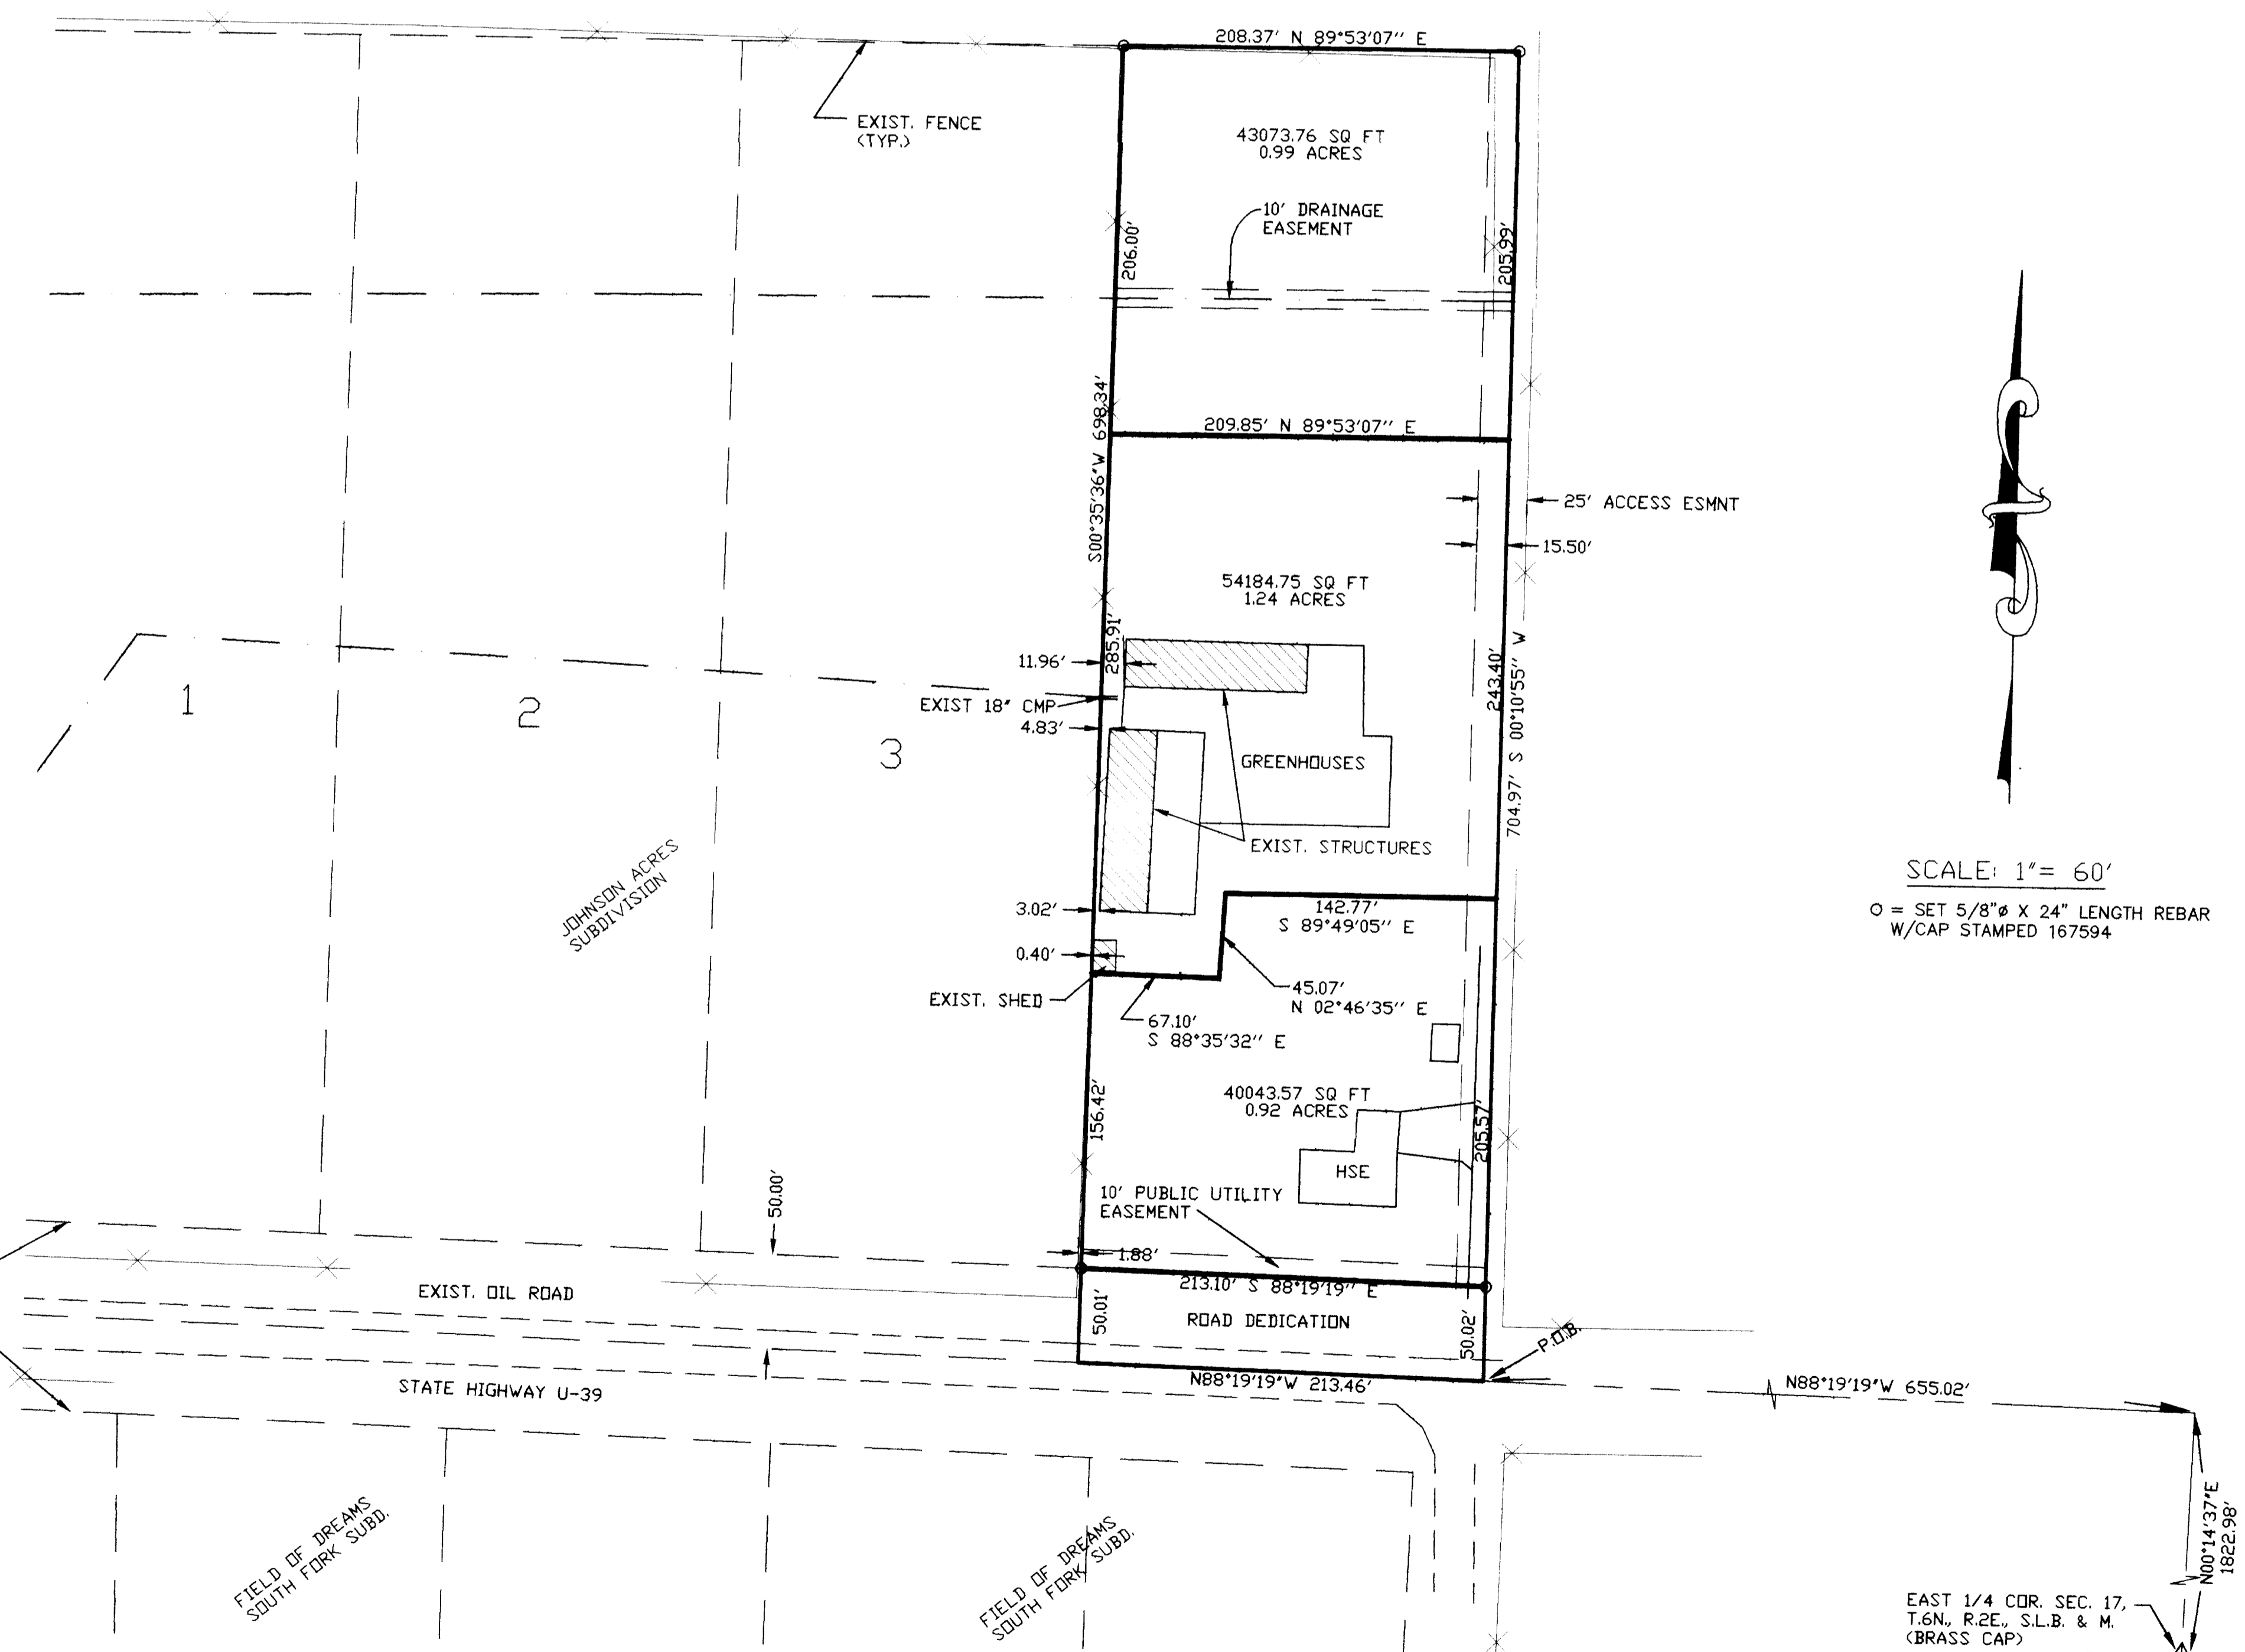 208.37' N 89°53'07'' E
EXIST. FENCE
(TYP.)
43073.76 SQ FT
0.99 ACRES
10' DRAINAGE
EASEMENT
206.00'
205.99'
S00°35'36"W 698.34'
209.85' N 89°53'07'' E
25' ACCESS ESMNT
15.50'
54184.75 SQ FT
1.24 ACRES
285.91'
11.96'
EXIST 18" CMP
4.83'
243.40'
704.97' S 00°10'55'' W
GREENHOUSES
EXIST. STRUCTURES
1
2
3
JOHNSON ACRES
SUBDIVISION
SCALE: 1"= 60'
O = SET 5/8"ø X 24" LENGTH REBAR
W/CAP STAMPED 167594
3.02'
142.77'
S 89°49'05'' E
0.40'
EXIST. SHED
45.07'
N 02°46'35'' E
67.10'
S 88°35'32'' E
156.42'
40043.57 SQ FT
0.92 ACRES
205.57'
HSE
10' PUBLIC UTILITY
EASEMENT
50.00'
1.88'
213.10' S 88°19'19'' E
EXIST. OIL ROAD
50.01'
ROAD DEDICATION
50.02'
P.O.B.
STATE HIGHWAY U-39
N88°19'19"W 213.46'
N88°19'19"W 655.02'
FIELD OF DREAMS
SOUTH FORK SUBD.
FIELD OF DREAMS
SOUTH FORK SUBD.
N00°14'37"E
1822.98'
EAST 1/4 COR. SEC. 17,
T.6N., R.2E., S.L.B. & M.
(BRASS CAP)